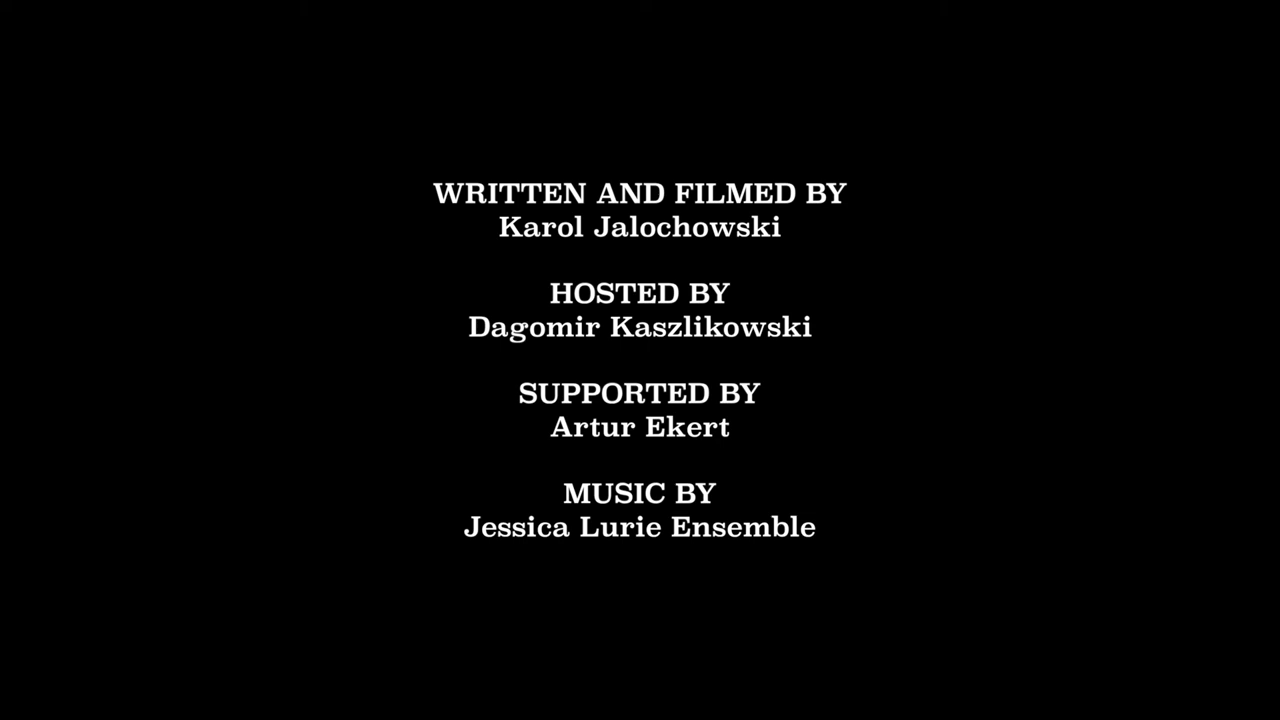 WRITTEN AND FILMED BY
Karol Jalochowski
HOSTED BY
Dagomir Kaszlikowski
SUPPORTED BY
Artur Ekert
MUSIC BY
Jessica Lurie Ensemble